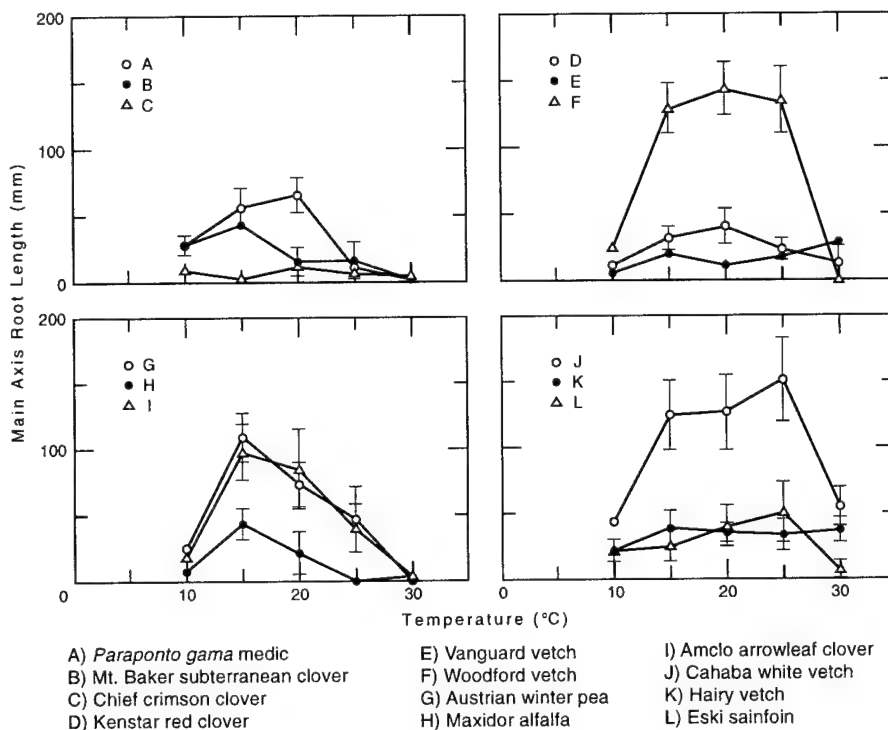 200
100
0
A
B
C
D
E
F
200
100
0
10
20
30
G
H
I
10
20
30
J
K
L
Main Axis Root Length (mm)
Temperature (°C)
A) Paraponto gama medic
B) Mt. Baker subterranean clover
C) Chief crimson clover
D) Kenstar red clover
E) Vanguard vetch
F) Woodford vetch
G) Austrian winter pea
H) Maxidor alfalfa
I) Amclo arrowleaf clover
J) Cahaba white vetch
K) Hairy vetch
L) Eski sainfoin